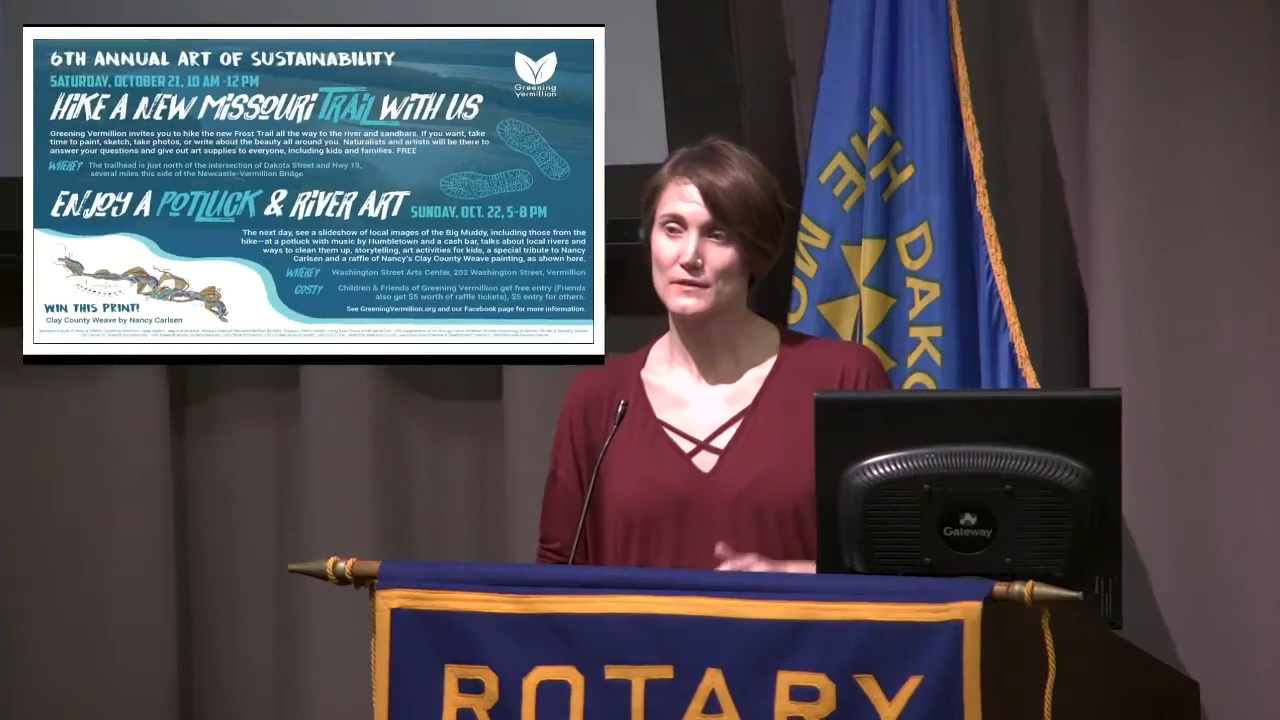 6TH ANNUAL ART OF SUSTAINABILITY
SATURDAY, OCTOBER 21, 10 AM -12 PM
HIKE A NEW MISSOURI TRAIL WITH US
Greening
Vermillion
Greening Vermillion invites you to hike the new Frost Trail all the way to the river and sandbars. If you want, take
time to paint, sketch, take photos, or write about the beauty all around you. Naturalists and artists will be there to
answer your questions and give out art supplies to everyone, including kids and families. FREE
WHERE? The trailhead is just north of the intersection of Dakota Street and Hwy 19,
several miles this side of the Newcastle-Vermillion Bridge
ENJOY A POTLUCK & RIVER ART SUNDAY, OCT. 22, 5-8 PM
The next day, see a slideshow of local images of the Big Muddy, including those from the
hike—at a potluck with music by Humbletown and a cash bar, talks about local rivers and
ways to clean them up, storytelling, art activities for kids, a special tribute to Nancy
Carlsen and a raffle of Nancy's Clay County Weave painting, as shown here.
WHERE? Washington Street Arts Center, 202 Washington Street, Vermillion
COST? Children & Friends of Greening Vermillion get free entry (Friends
also get $5 worth of raffle tickets), $5 entry for others.
See GreeningVermillion.org and our Facebook page for more information.
WIN THIS PRINT!
Clay County Weave by Nancy Carlsen
TH DAKO
THE MO
Gateway
ROTARY